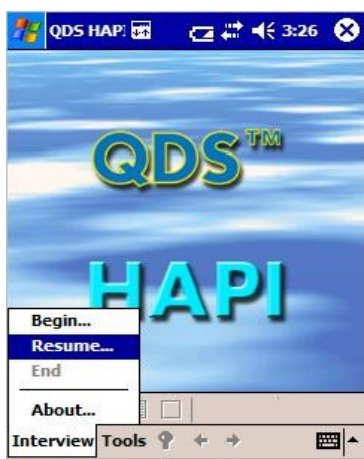 QDS HAPI 3:26
QDS™
HAPI
Begin...
Resume...
End
About...
Interview Tools